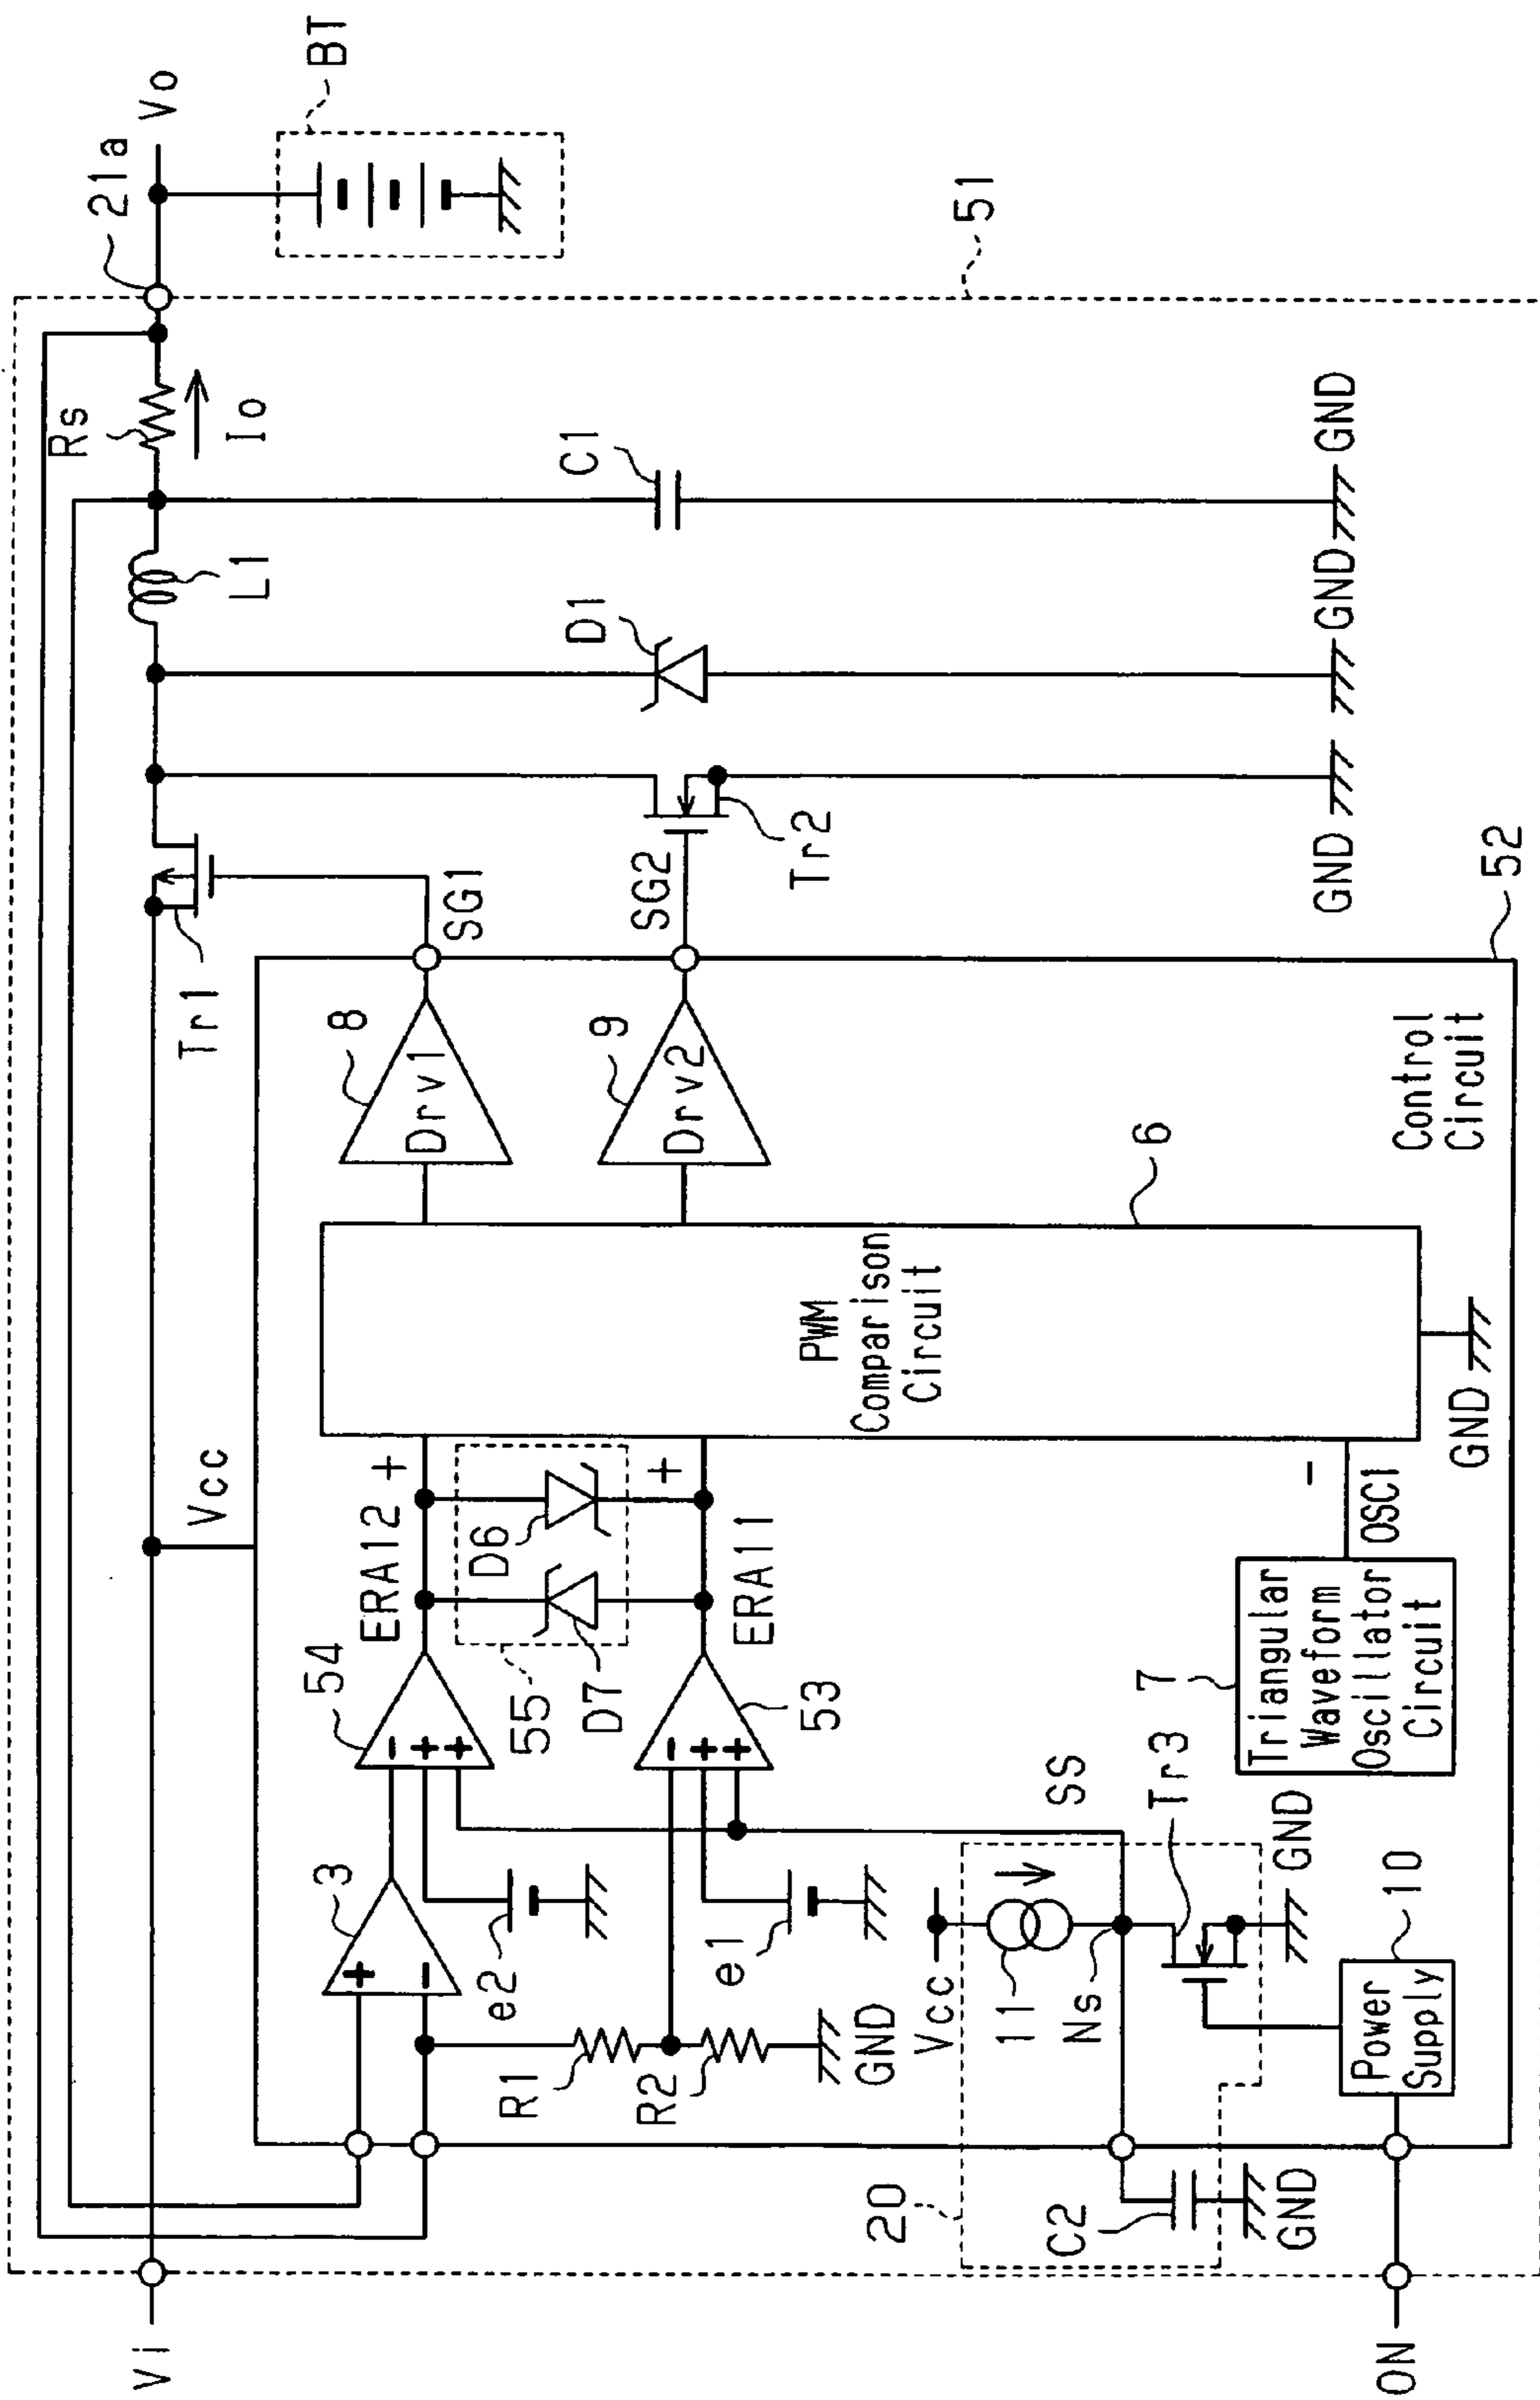 Vi
Vcc
Tr1
L1
Rs
Io
21a
Vo
BT
51
3
54
ERA12
+
8
Drv1
SG1
D1
C1
e2
55
D6
D7
+
9
Drv2
SG2
Tr2
R1
R2
GND
e1
53
ERA11
PWM
Comparison
Circuit
6
Vcc
11
Ns
SS
Tr3
GND
20
C2
GND
7
Triangular
Waveform
Oscillator
Circuit
-
OSC1
GND
GND
GND
GND
Control
Circuit
52
10
Power
Supply
ON